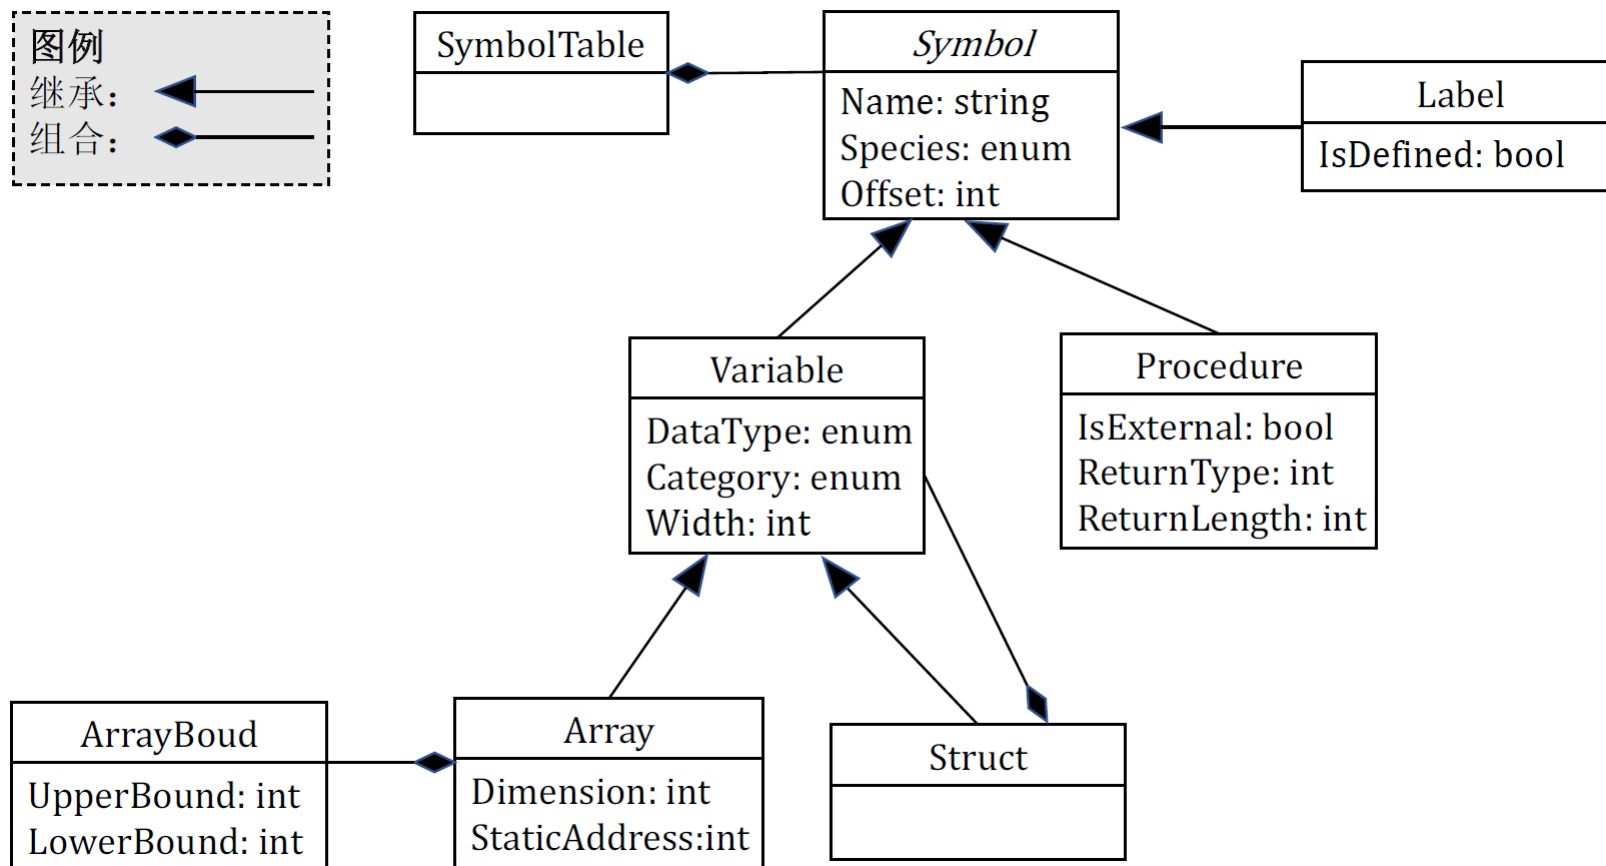 图例
继承：
组合：
SymbolTable
Symbol
Name: string
Species: enum
Offset: int
Label
IsDefined: bool
Variable
DataType: enum
Category: enum
Width: int
Procedure
IsExternal: bool
ReturnType: int
ReturnLength: int
ArrayBoud
UpperBound: int
LowerBound: int
Array
Dimension: int
StaticAddress:int
Struct